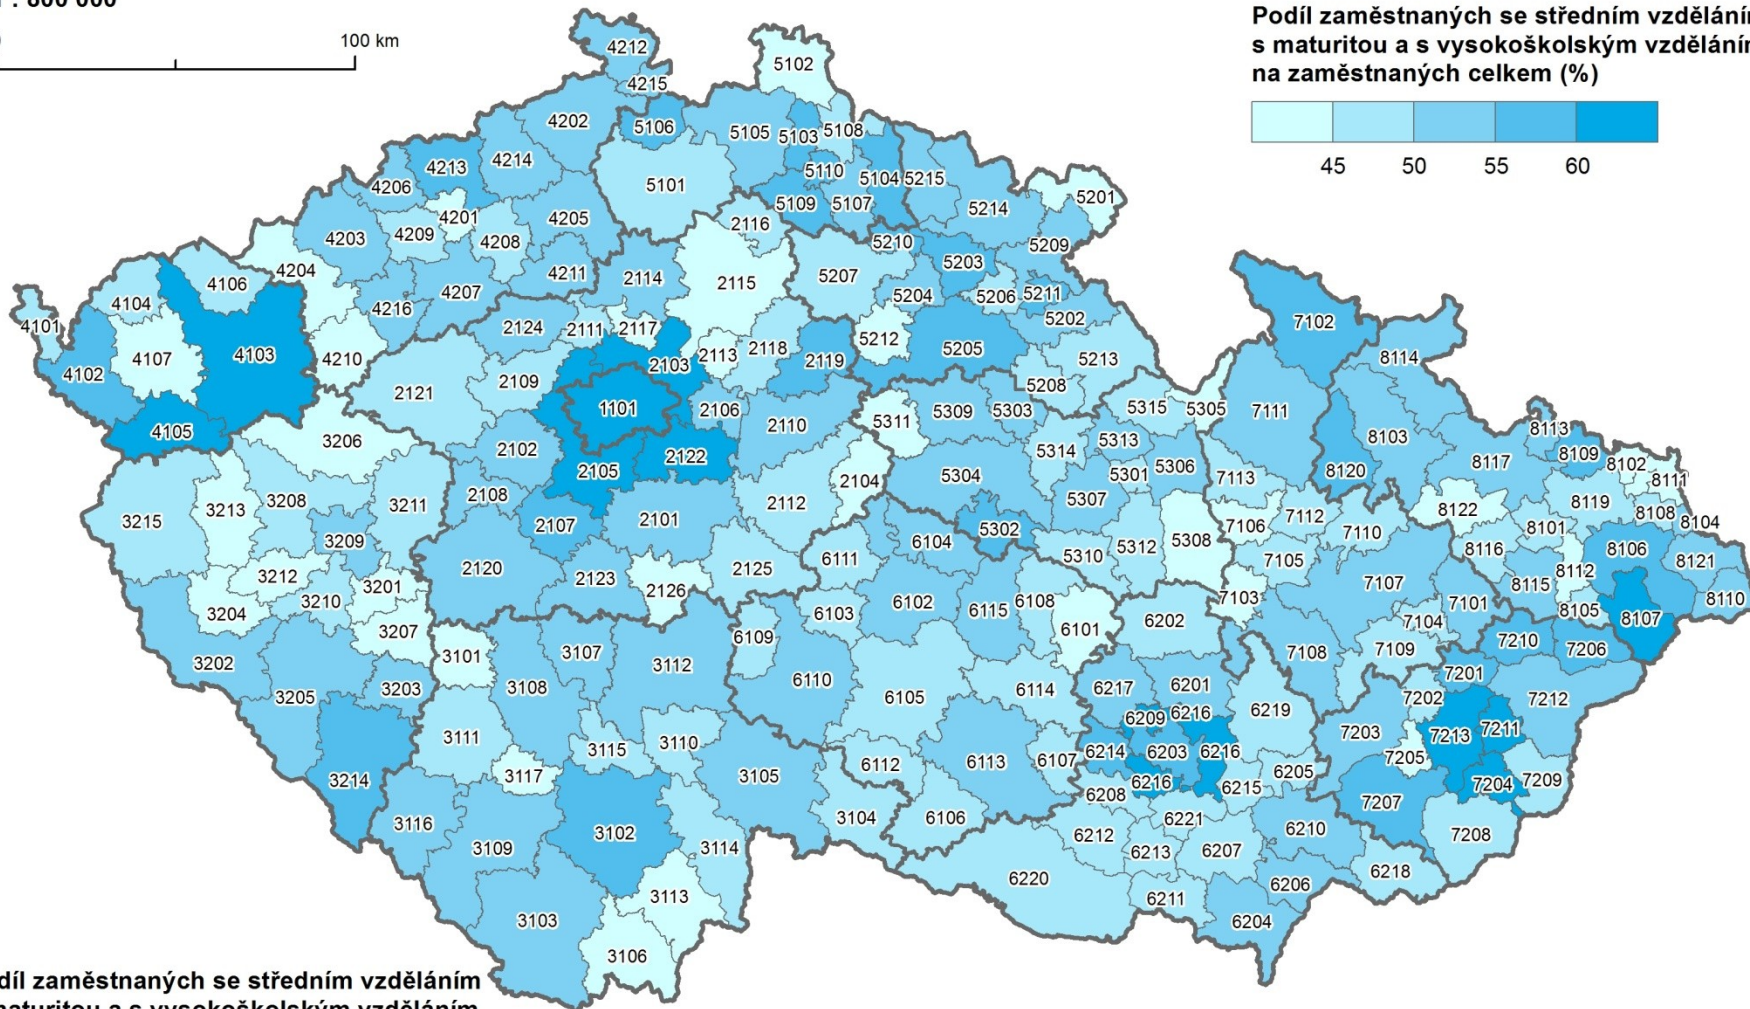 : 800 000
100 km
Podíl zaměstnaných se středním vzděláním
s maturitou a s vysokoškolským vzděláním
na zaměstnaných celkem (%)
45 50 55 60
4212
5102
4215
4202 5106 5105 5103 5108
4213 4214
4206 5101 5110 5104 5215
5109 5107 5214 5201
4201 4205 2116
4203 4209 4208 5210 5209
4204 4211 2114 2115 5207 5203
4106
4104 4216 4207 5204 5206 5211
4101 2124 2111 2117 5202 7102
4107 4103 4210 2103 2113 2118 2119 5212 5205 5213 8114
4102 2109
2121 5208
1101 2106 2110 5311 5309 5303 5315 5305 7111
4105
3206 2102 2105 2122 5314 5313 8103 8113
8120 8117 8109 8102
2108 2104 5304 5301 5306 7113 8111
3215 3213 3208 3211 2112 5307 8122 8119
2107 2101 7106 7112 8108 8104
3209 5302 7110 8101
2120 6111 6104 5310 5312 5308 8116 8106
3212 2123 2125 7105 8121
3201 2126 7107 8112
3204 3210 6103 6102 6115 6108 7103 7101 8115 8110
8105 8107
3207 6109 6101 6202 7104
3101 3107 3112 7108 7109 7210 7206
3202 3205 3203 3108 6110 6105 6114 6217 6201 7201
7202 7212
3111 3115 3110 6209 6216 6219 7203 7213 7211
3214 3117 3105 6112 6113 6107 6214 6203 6216 7205
6205 7209
6208 6216 6215 7204
3116 3102 3104 6106 6221 7207
3109 3114 6212 6210 7208
6213 6207
3103 3113 6220 6211 6206 6218
6204
3106
díl zaměstnaných se středním vzděláním
maturitou a s vysokoškolským vzděláním